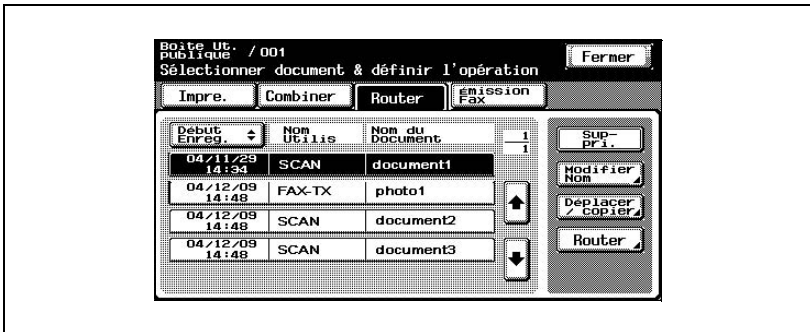 Boîte Ut.
publique / 001
Fermer
Sélectionner document & définir l'opération
Impre.
Combiner
Router
émission
Fax
Début
Enreg.
Nom
Utilis
Nom du
Document
1
1
04/11/29
14:34
SCAN
document1
04/12/09
14:48
FAX-TX
photo1
04/12/09
14:48
SCAN
document2
04/12/09
14:48
SCAN
document3
Sup-
pri.
Modifier
Nom
Déplacer
/ copier
Router